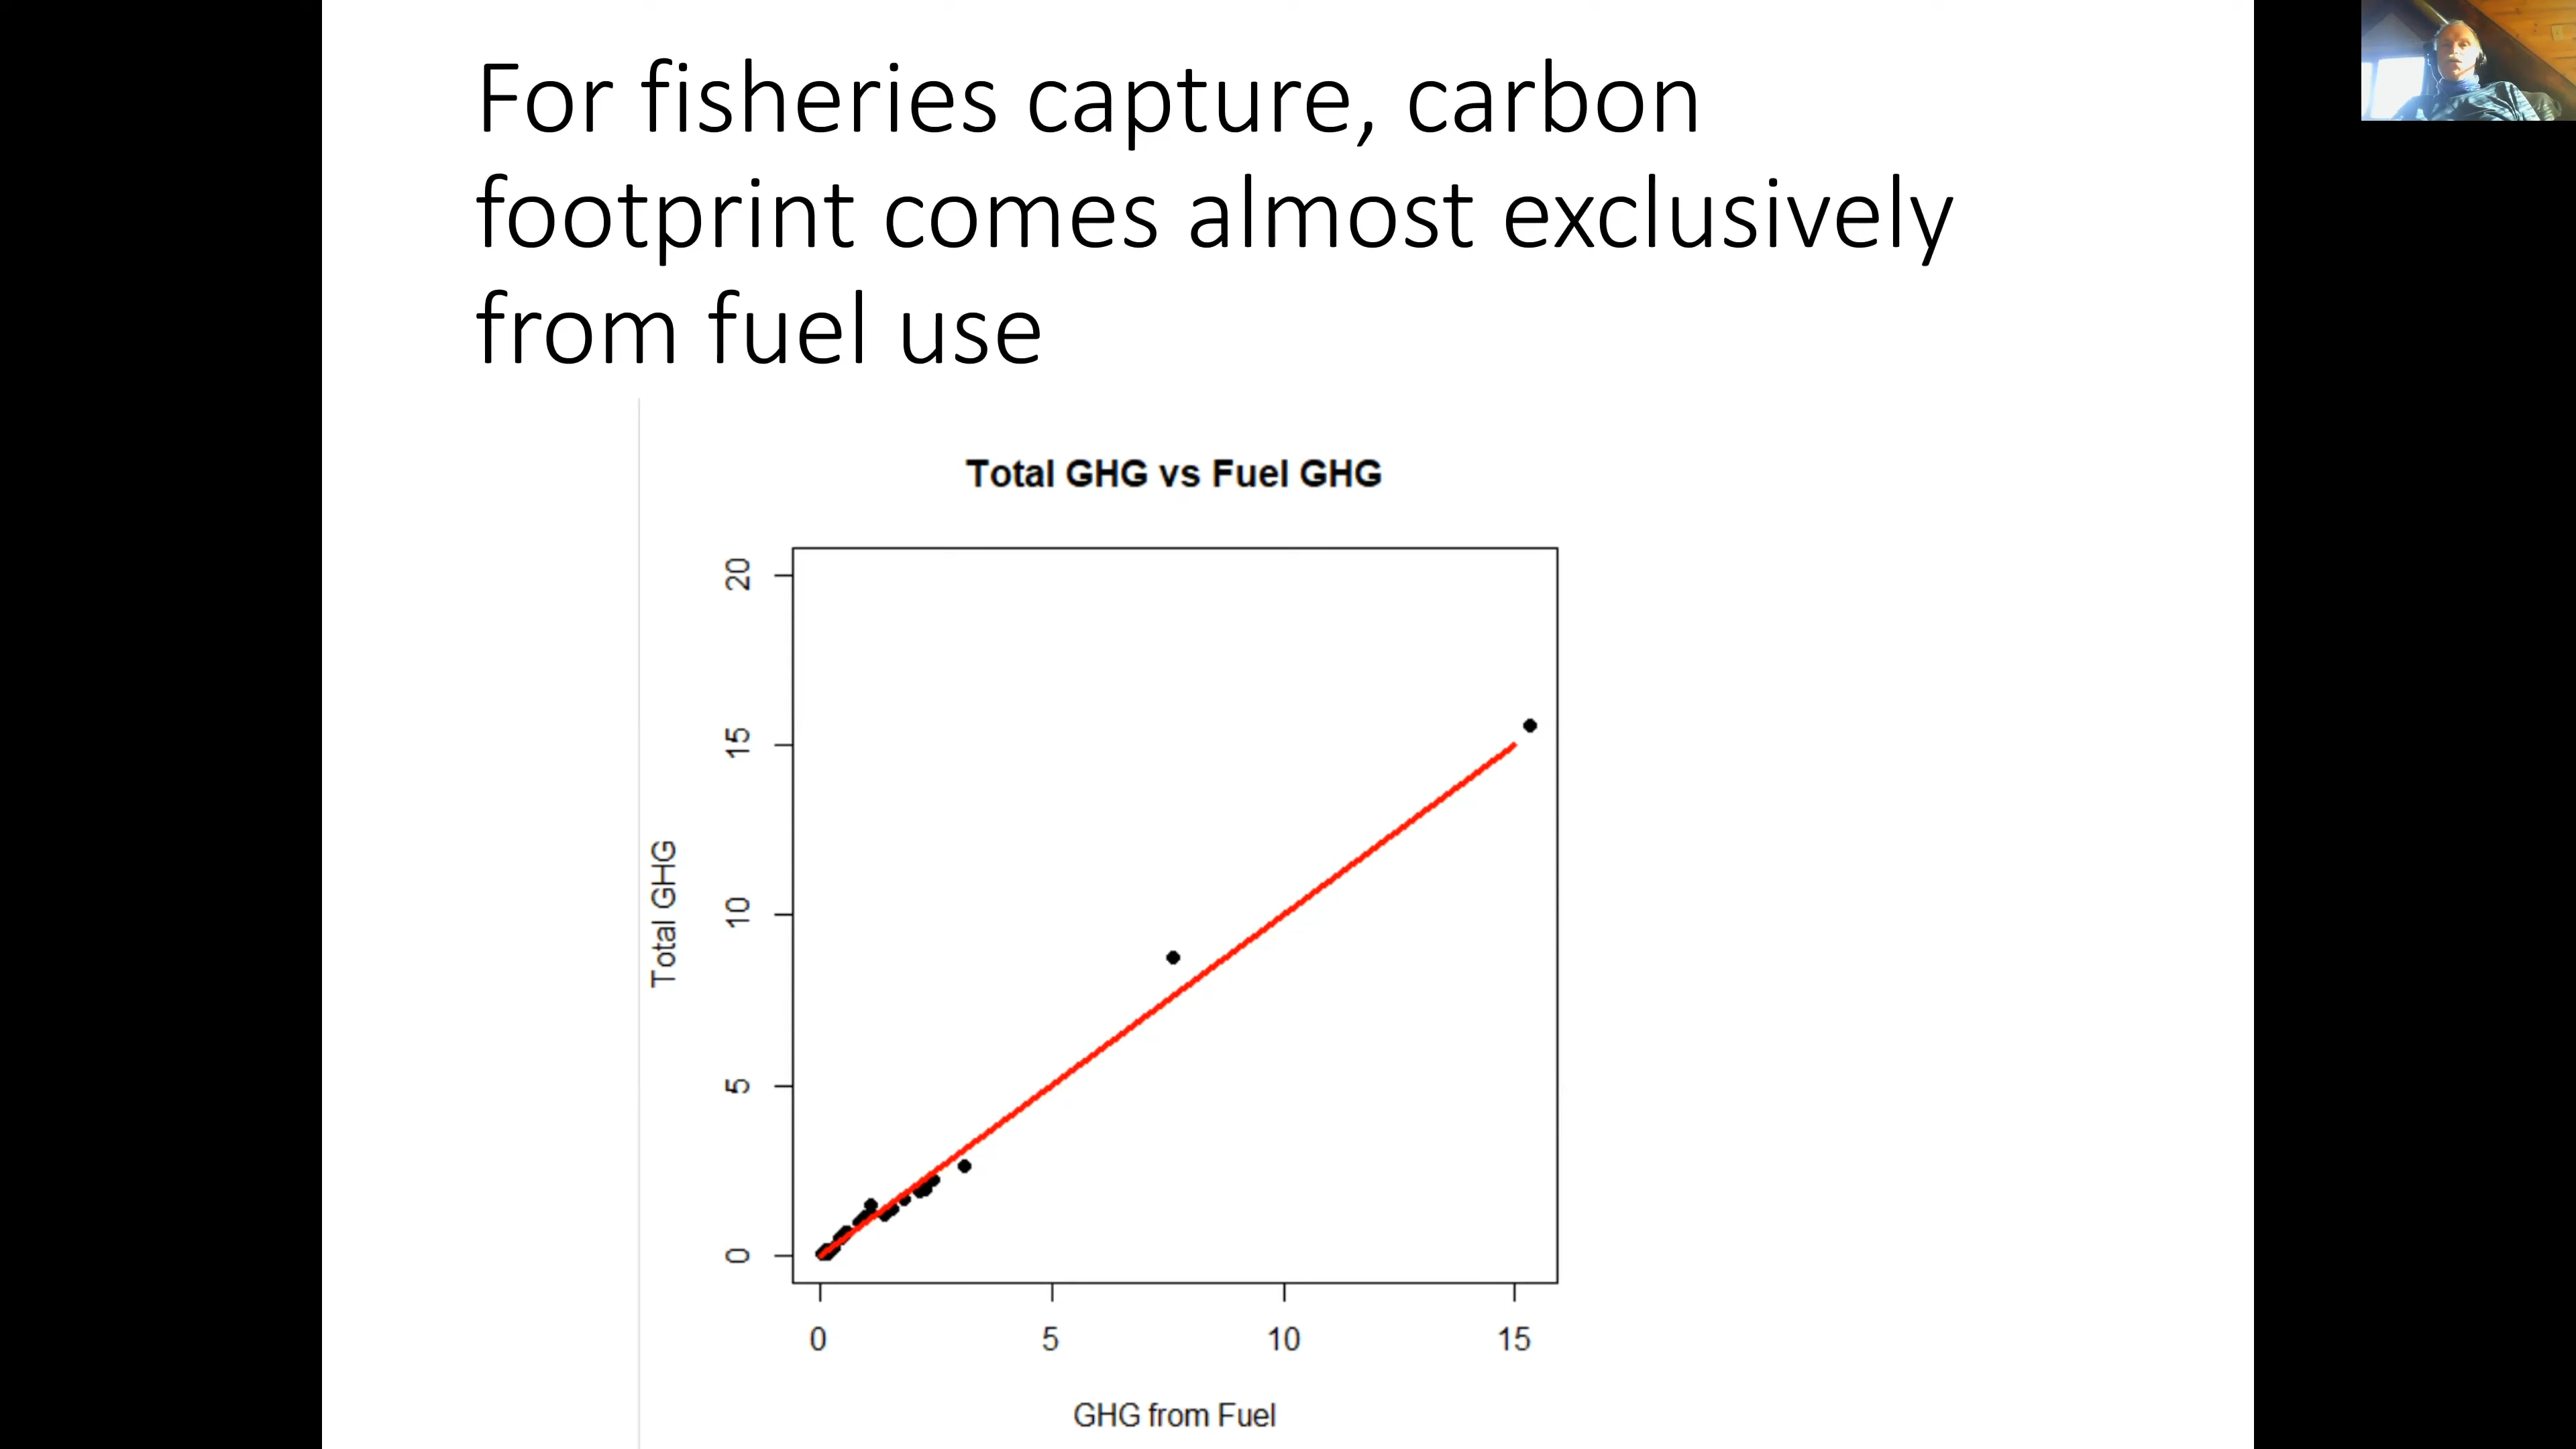 For fisheries capture, carbon
footprint comes almost exclusively
from fuel use
Total GHG vs Fuel GHG
20
15
10
5
0
Total GHG
0 5 10 15
GHG from Fuel